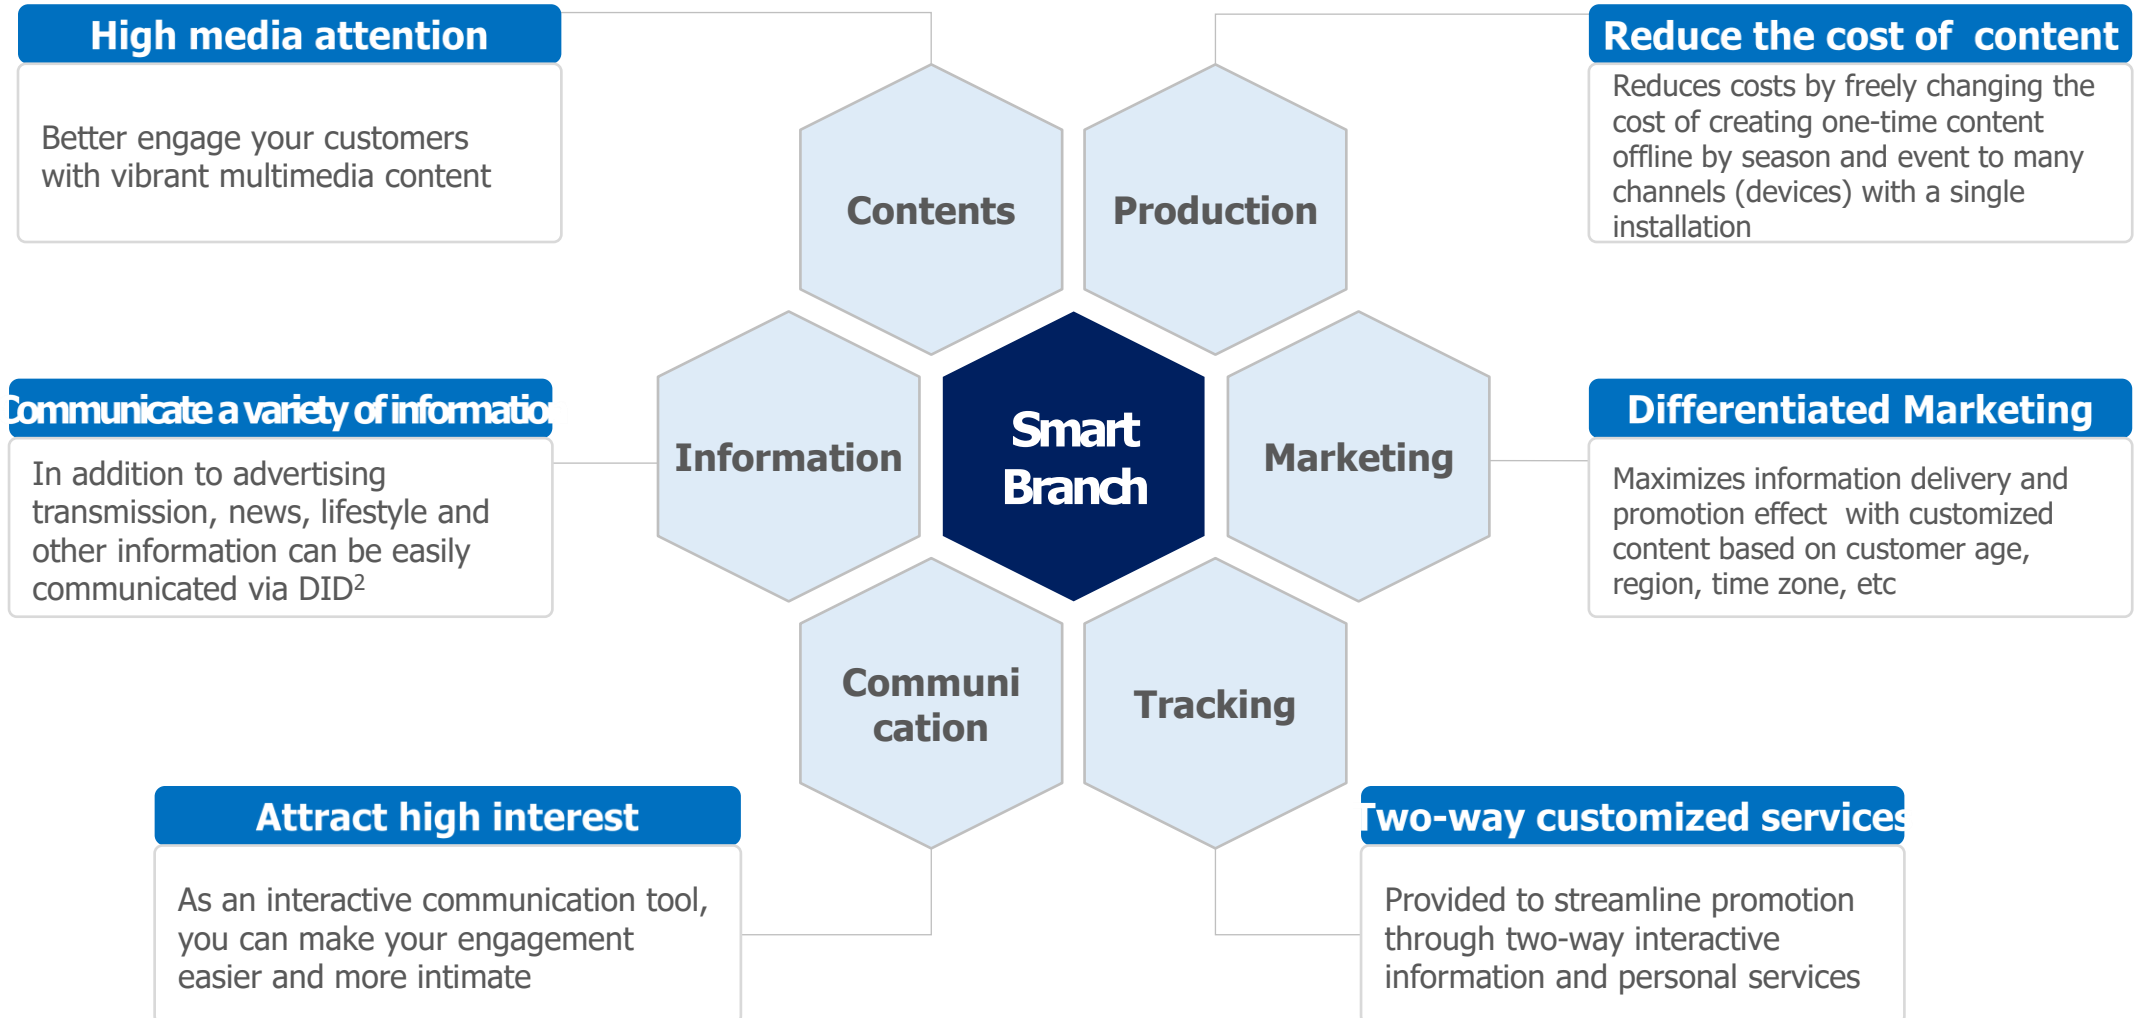 High media attention
Better engage your customers
with vibrant multimedia content
Reduce the cost of  content
Reduces costs by freely changing the
cost of creating one-time content
offline by season and event to many
channels (devices) with a single
installation
Contents
Production
Communicate a variety of information
In addition to advertising
transmission, news, lifestyle and
other information can be easily
communicated via DID²
Information
Smart
Branch
Marketing
Differentiated Marketing
Maximizes information delivery and
promotion effect  with customized
content based on customer age,
region, time zone, etc
Communi
cation
Tracking
Attract high interest
As an interactive communication tool,
you can make your engagement
easier and more intimate
Two-way customized services
Provided to streamline promotion
through two-way interactive
information and personal services